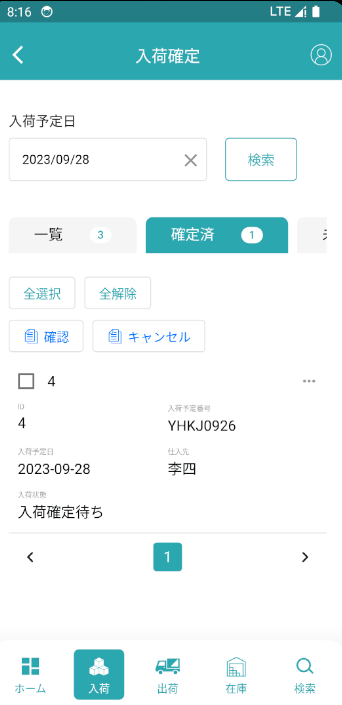 8:16 LTE
入荷確定
入荷予定日
2023/09/28 検索
一覧 3 確定済 1
全選択 全解除
確認 キャンセル
4
ID 入荷予定番号
4 YHKJ0926
入荷予定日 仕入先
2023-09-28 李四
入荷状態
入荷確定待ち
1
ホーム 入荷 出荷 在庫 検索